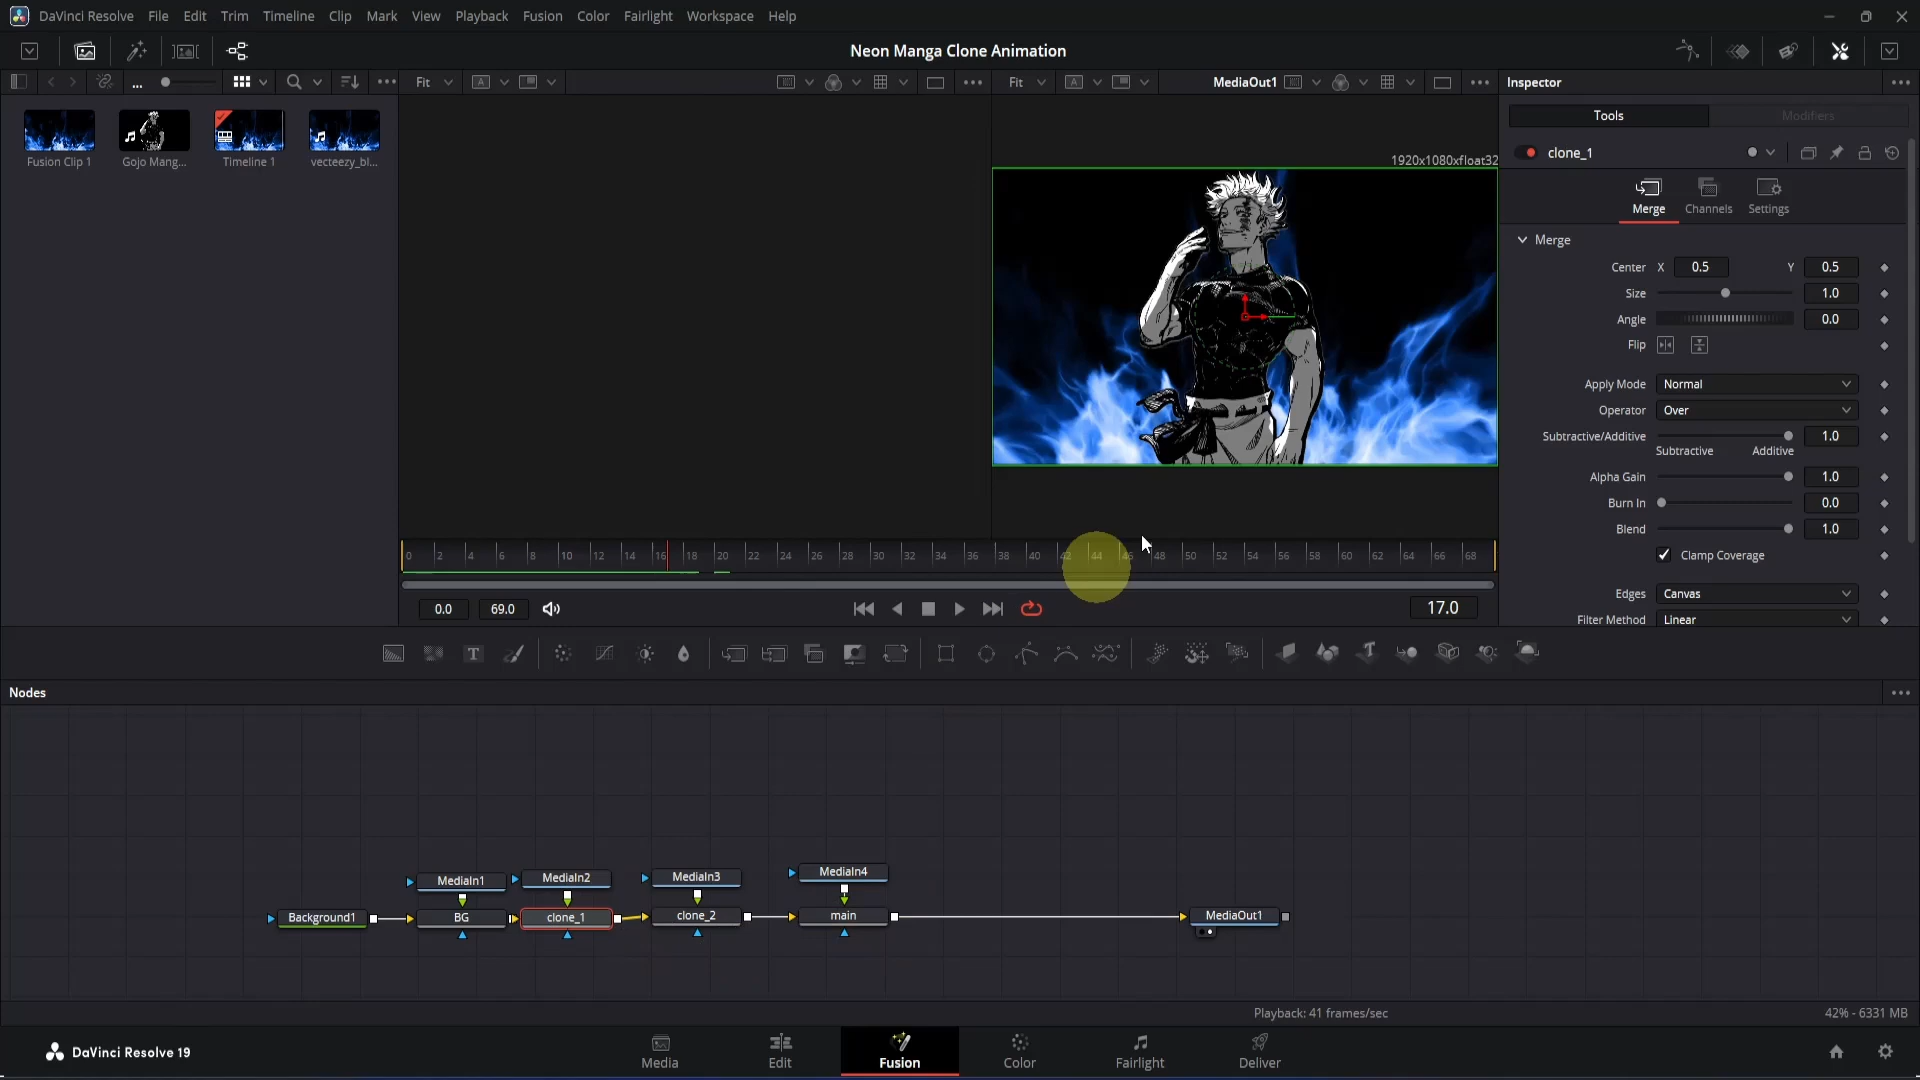 DaVinci Resolve File Edit Trim Timeline Clip Mark View Playback Fusion Color Fairlight Workspace Help
Neon Manga Clone Animation
... Fit A Fit A MediaOut1 Inspector
Tools Modifiers
clone_1
Fusion Clip 1 Gojo Mang... Timeline 1 vecteezy_bl...
1920x1080xfloat32
Merge Channels Settings
Merge
Center X 0.5 Y 0.5
Size 1.0
Angle 0.0
Flip
Apply Mode Normal
Operator Over
Subtractive/Additive 1.0
Subtractive Additive
Alpha Gain 1.0
Burn In 0.0
Blend 1.0
Clamp Coverage
Edges Canvas
Filter Method Linear
0 2 4 6 8 10 12 14 16 18 20 22 24 26 28 30 32 34 36 38 40 42 44 46 48 50 52 54 56 58 60 62 64 66 68
0.0 69.0 17.0
T T
Nodes
MediaIn1 MediaIn2 MediaIn3 MediaIn4
Background1 BG clone_1 clone_2 main MediaOut1
Playback: 41 frames/sec 42% - 6331 MB
DaVinci Resolve 19
Media Edit Fusion Color Fairlight Deliver